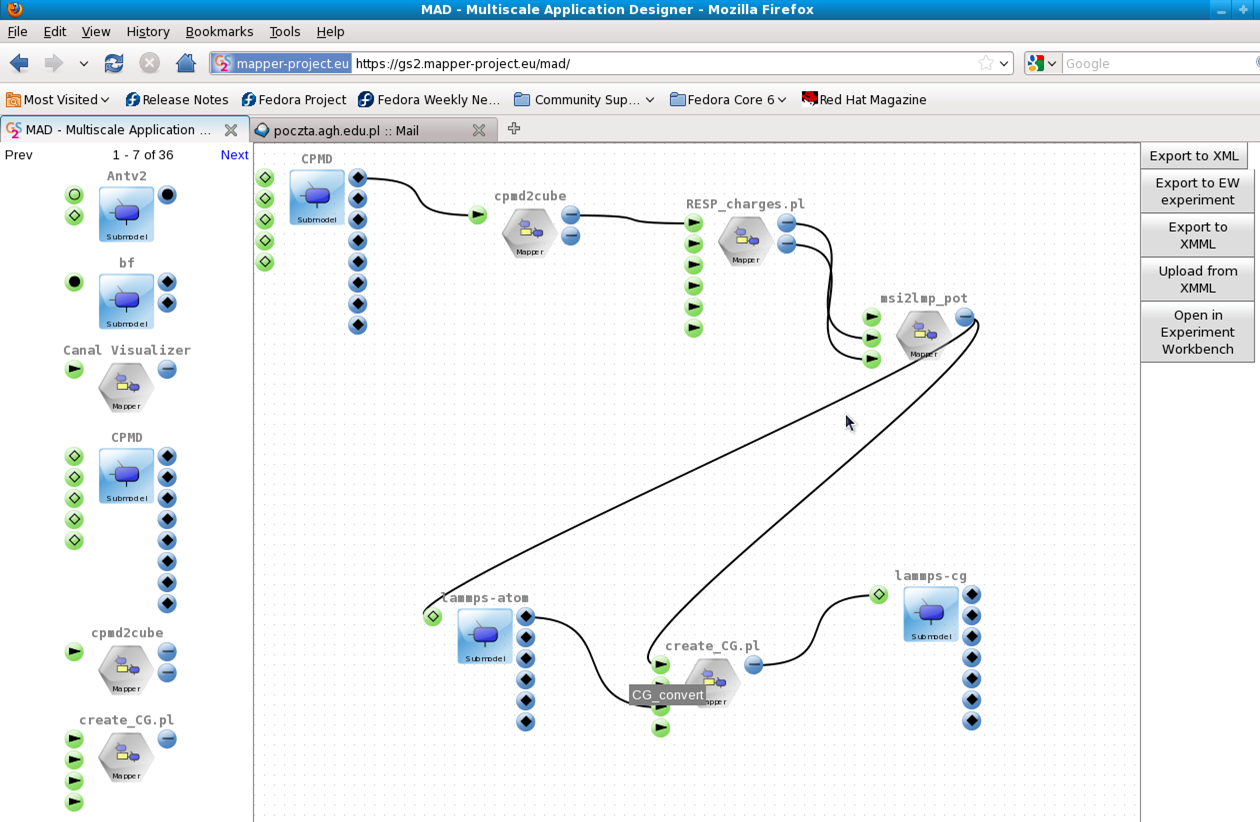 MAD - Multiscale Application Designer - Mozilla Firefox
File Edit View History Bookmarks Tools Help
mapper-project.eu https://gs2.mapper-project.eu/mad/
Google
Most Visited Release Notes Fedora Project Fedora Weekly Ne... Community Sup... Fedora Core 6 Red Hat Magazine
GS2 MAD - Multiscale Application ... poczta.agh.edu.pl :: Mail
Prev 1 - 7 of 36 Next
Antv2
Submodel
bf
Submodel
Canal Visualizer
Mapper
CPMD
Submodel
cpmd2cube
Mapper
create_CG.pl
Mapper
CPMD
Submodel
cpmd2cube
Mapper
RESP_charges.pl
Mapper
msi2lmp_pot
Mapper
lammps-atom
Submodel
create_CG.pl
CG_convert
Mapper
lammps-cg
Submodel
Export to XML
Export to EW
experiment
Export to
XMML
Upload from
XMML
Open in
Experiment
Workbench